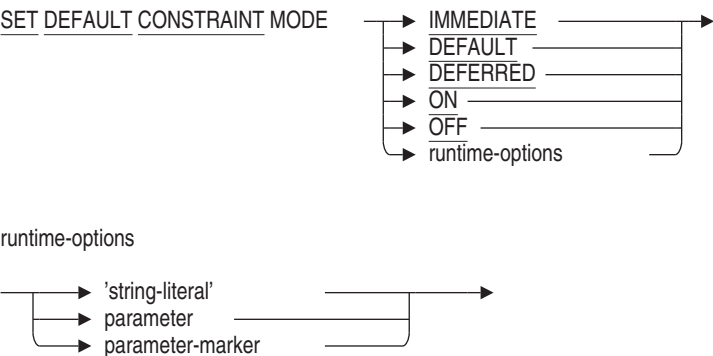 SET DEFAULT CONSTRAINT MODE IMMEDIATE
DEFAULT
DEFERRED
ON
OFF
runtime-options
runtime-options
’string-literal’
parameter
parameter-marker